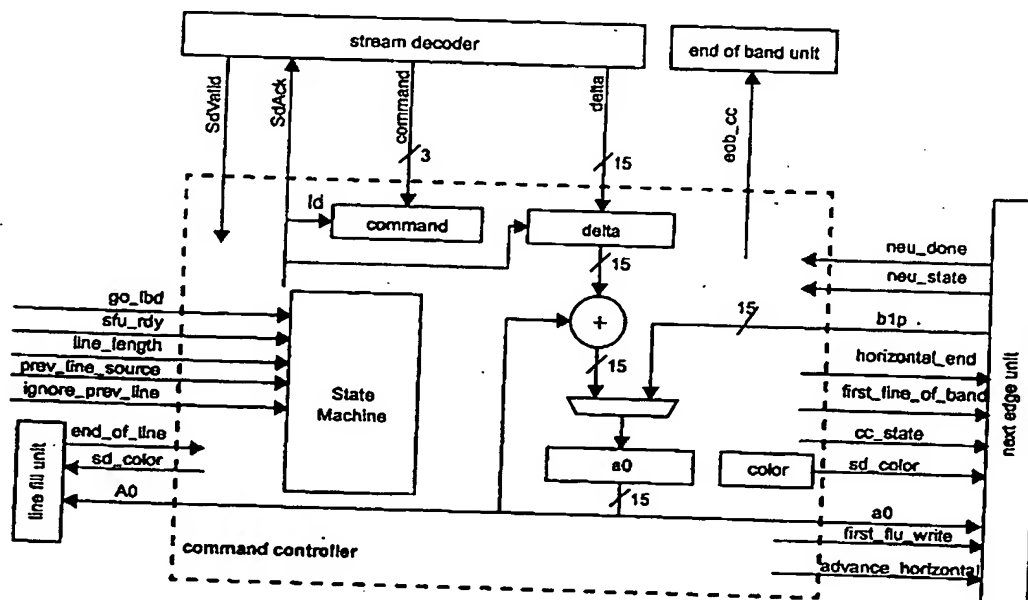 stream decoder
end of band unit
SdValid
SdAck
command
delta
eob_cc
3
15
ld
command
delta
neu_done
neu_state
15
15
b1p
go_lbd
sfu_rdy
line_length
prev_line_source
ignore_prev_line
+
15
horizontal_end
first_line_of_band
State
Machine
cc_state
end_of_line
sd_color
a0
color
sd_color
A0
15
a0
line fill unit
next edge unit
first_flu_write
command controller
advance_horizontal